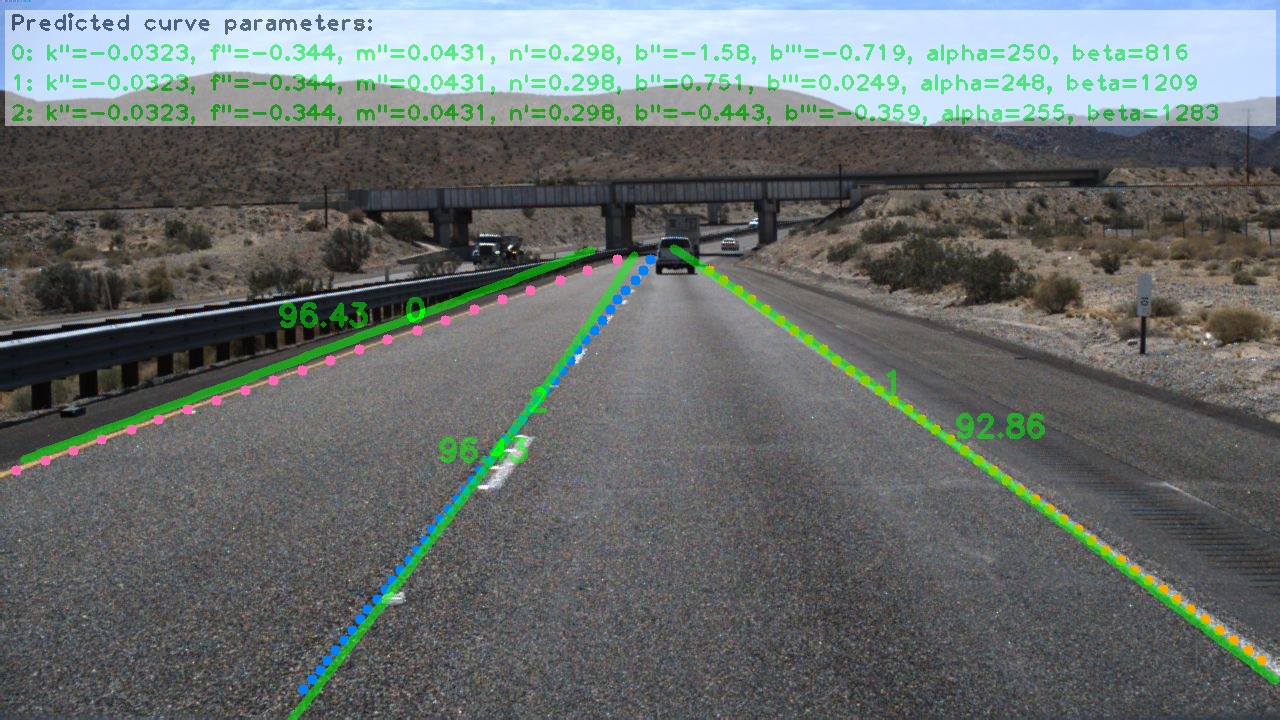 Predicted curve parameters:
0: k''=-0.0323, f''=-0.344, m''=0.0431, n'=0.298, b''=-1.58, b'''=-0.719, alpha=250, beta=816
1: k''=-0.0323, f''=-0.344, m''=0.0431, n'=0.298, b''=0.751, b'''=0.0249, alpha=248, beta=1209
2: k''=-0.0323, f''=-0.344, m''=0.0431, n'=0.298, b''=-0.443, b'''=-0.359, alpha=255, beta=1283
96.43 0
1
2
92.86